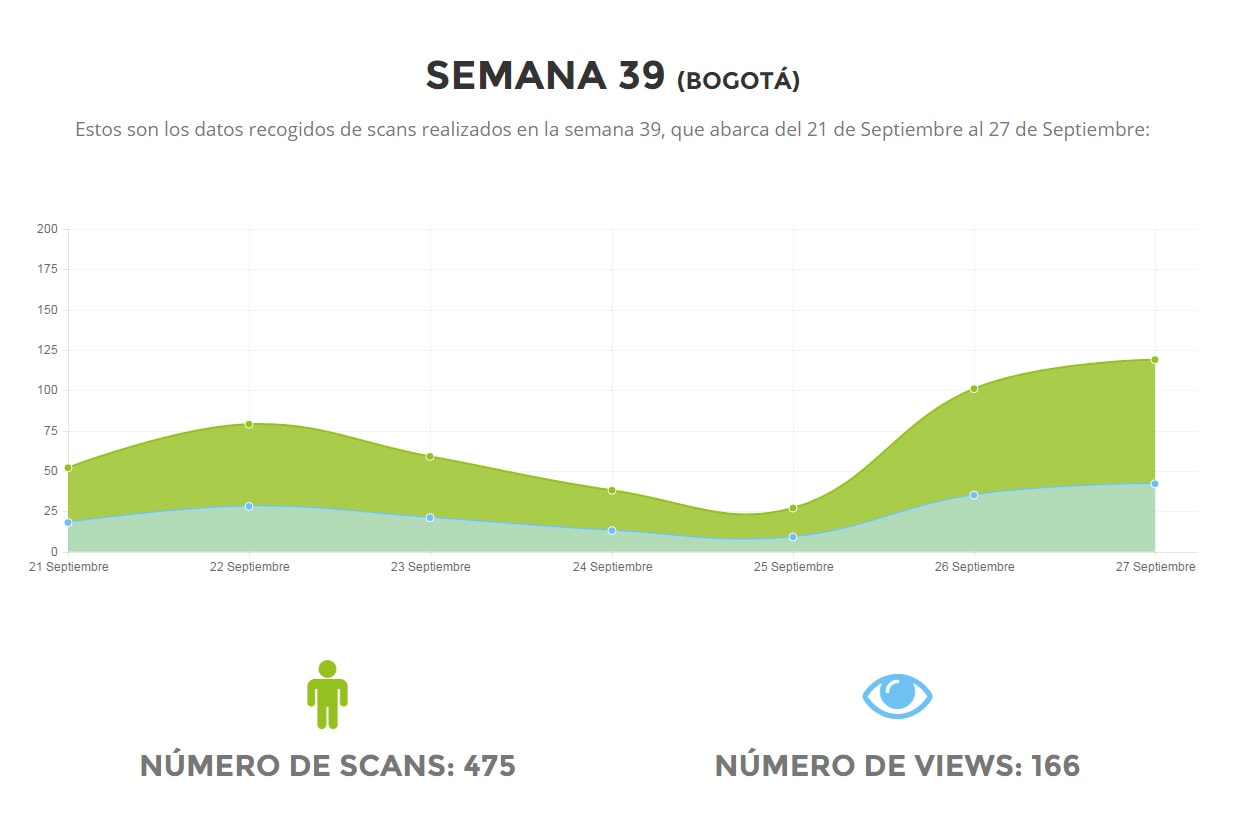 SEMANA 39 (BOGOTÁ)
Estos son los datos recogidos de scans realizados en la semana 39, que abarca del 21 de Septiembre al 27 de Septiembre:
200
175
150
125
100
75
50
25
0
21 Septiembre 22 Septiembre 23 Septiembre 24 Septiembre 25 Septiembre 26 Septiembre 27 Septiembre
NÚMERO DE SCANS: 475 NÚMERO DE VIEWS: 166